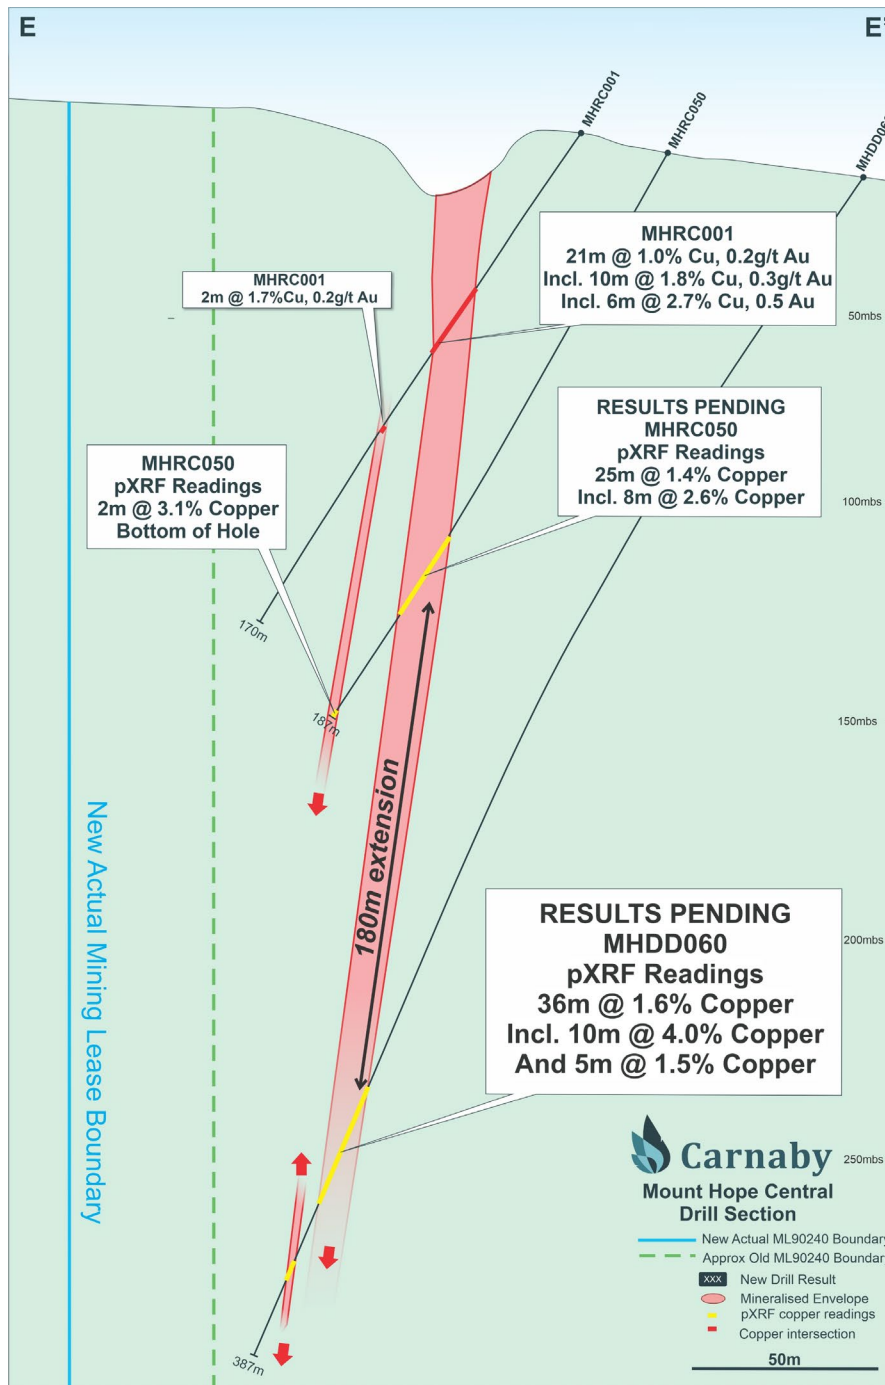 E
E'
MHRC001
MHRC050
MHDD060
MHRC001
21m @ 1.0% Cu, 0.2g/t Au
Incl. 10m @ 1.8% Cu, 0.3g/t Au
Incl. 6m @ 2.7% Cu, 0.5 Au
MHRC001
2m @ 1.7%Cu, 0.2g/t Au
50mbs
RESULTS PENDING
MHRC050
pXRF Readings
25m @ 1.4% Copper
Incl. 8m @ 2.6% Copper
MHRC050
pXRF Readings
2m @ 3.1% Copper
Bottom of Hole
100mbs
170m
187m
150mbs
180m extension
New Actual Mining Lease Boundary
RESULTS PENDING
MHDD060
pXRF Readings
36m @ 1.6% Copper
Incl. 10m @ 4.0% Copper
And 5m @ 1.5% Copper
200mbs
250mbs
Carnaby
Mount Hope Central
Drill Section
New Actual ML90240 Boundary
Approx Old ML90240 Boundary
XXX New Drill Result
Mineralised Envelope
pXRF copper readings
Copper intersection
50m
387m